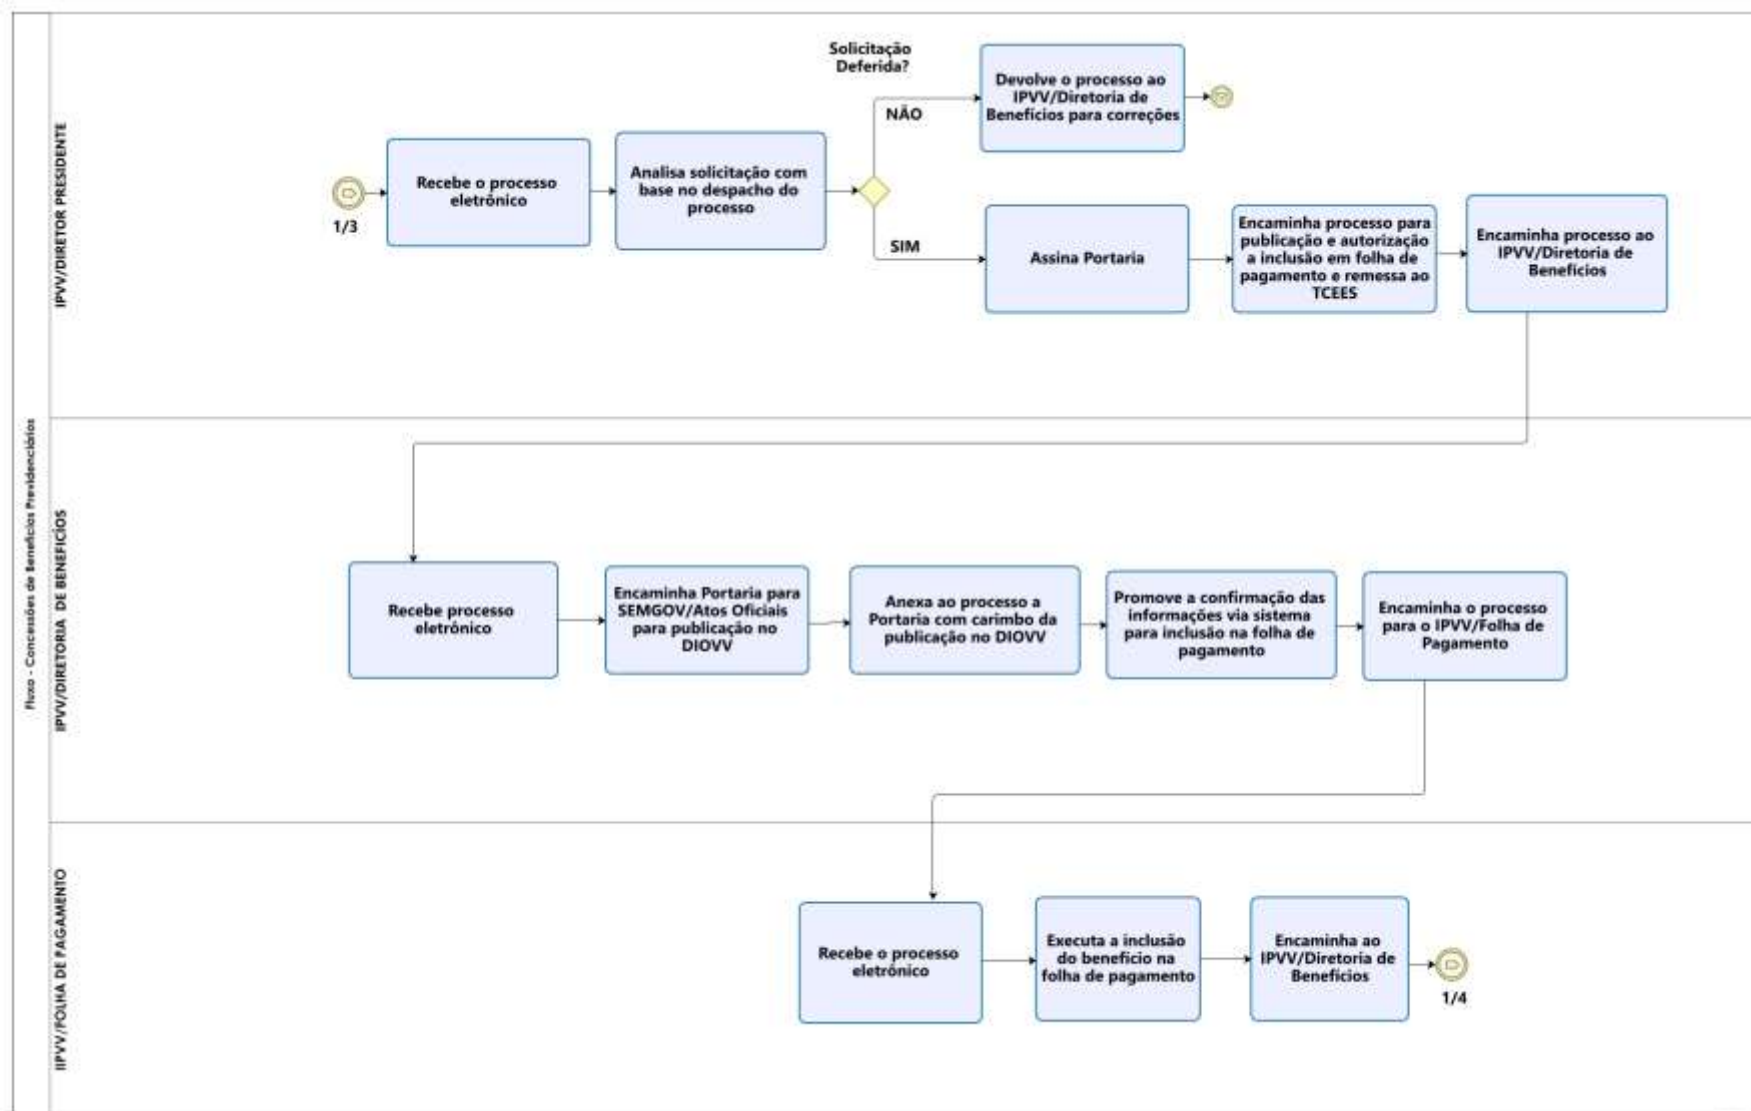 Fluxo - Concessões de Benefícios Previdenciários
IPVV/DIRETOR PRESIDENTE
1/3
Recebe o processo
eletrônico
Analisa solicitação com
base no despacho do
processo
Solicitação
Deferida?
NÃO
Devolve o processo ao
IPVV/Diretoria de
Benefícios para correções
SIM
Assina Portaria
Encaminha processo para
publicação e autorização
a inclusão em folha de
pagamento e remessa ao
TCEES
Encaminha processo ao
IPVV/Diretoria de
Benefícios
IPVV/DIRETORIA DE BENEFICÍOS
Recebe processo
eletrônico
Encaminha Portaria para
SEMGOV/Atos Oficiais
para publicação no
DIOVV
Anexa ao processo a
Portaria com carimbo da
publicação no DIOVV
Promove a confirmação das
informações via sistema
para inclusão na folha de
pagamento
Encaminha o processo
para o IPVV/Folha de
Pagamento
IIPVV/FOLHA DE PAGAMENTO
Recebe o processo
eletrônico
Executa a inclusão
do benefício na
folha de pagamento
Encaminha ao
IPVV/Diretoria de
Benefícios
1/4